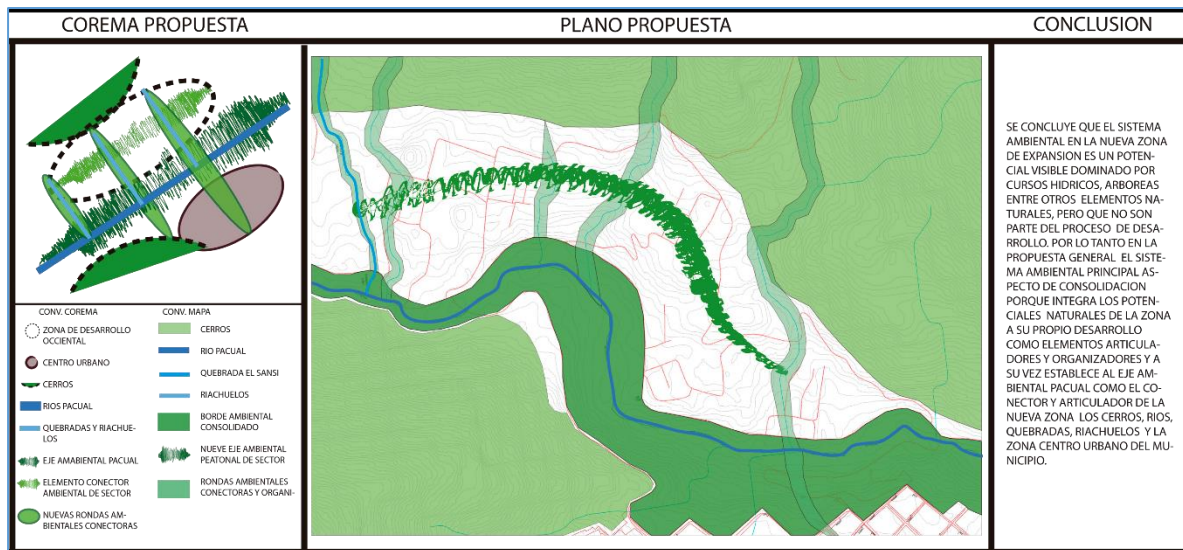 COREMA PROPUESTA
PLANO PROPUESTA
CONCLUSION
CONV. COREMA
ZONA DE DESARROLLO
OCCIENTAL
CENTRO URBANO
CERROS
RIOS PACUAL
QUEBRADAS Y RIACHUE-
LOS
EJE AMABIENTAL PACUAL
ELEMENTO CONECTOR
AMBIENTAL DE SECTOR
NUEVAS RONDAS AM-
BIENTALES CONECTORAS
CONV. MAPA
CERROS
RIO PACUAL
QUEBRADA EL SANSI
RIACHUELOS
BORDE AMBIENTAL
CONSOLIDADO
NUEVE EJE AMBIENTAL
PEATONAL DE SECTOR
RONDAS AMBIENTALES
CONECTORAS Y ORGANI-
SE CONCLUYE QUE EL SISTEMA
AMBIENTAL EN LA NUEVA ZONA
DE EXPANSION ES UN POTEN-
CIAL VISIBLE DOMINADO POR
CURSOS HIDRICOS, ARBOREAS
ENTRE OTROS ELEMENTOS NA-
TURALES, PERO QUE NO SON
PARTE DEL PROCESO DE DESA-
RROLLO. POR LO TANTO EN LA
PROPUESTA GENERAL EL SISTE-
MA AMBIENTAL PRINCIPAL AS-
PECTO DE CONSOLIDACION
PORQUE INTEGRA LOS POTEN-
CIALES NATURALES DE LA ZONA
A SU PROPIO DESARROLLO
COMO ELEMENTOS ARTICULA-
DORES Y ORGANIZADORES Y A
SU VEZ ESTABLECE AL EJE AM-
BIENTAL PACUAL COMO EL CO-
NECTOR Y ARTICULADOR DE LA
NUEVA ZONA LOS CERROS, RIOS,
QUEBRADAS, RIACHUELOS Y LA
ZONA CENTRO URBANO DEL MU-
NICIPIO.